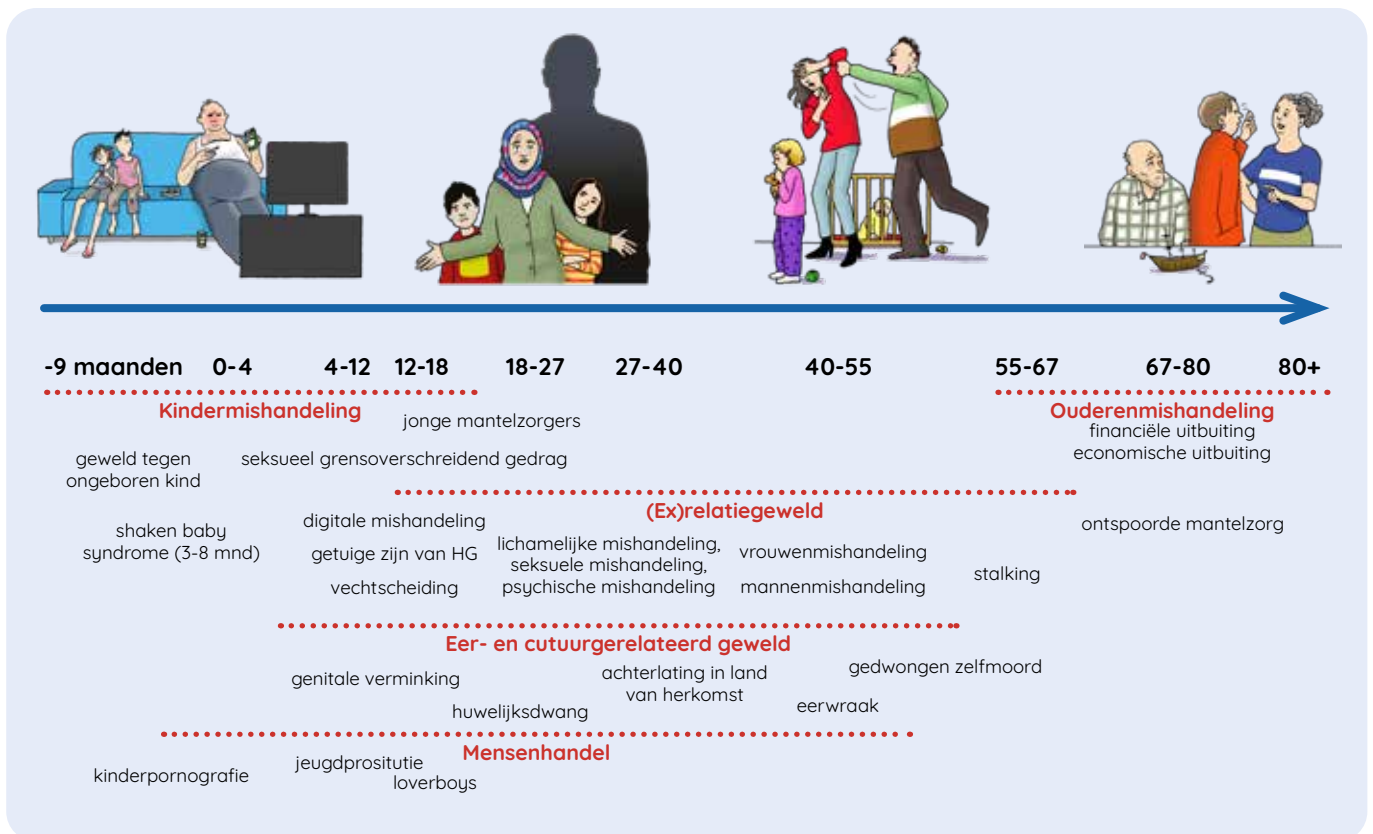 -9 maanden 0-4 4-12 12-18 18-27 27-40 40-55 55-67 67-80 80+
Kindermishandeling
jonge mantelzorgers
Ouderenmishandeling
financiële uitbuiting
economische uitbuiting
geweld tegen
ongeboren kind
seksueel grensoverschreidend gedrag
(Ex)relatiegeweld
shaken baby
syndrome (3-8 mnd)
digitale mishandeling
getuige zijn van HG
vechtscheiding
lichamelijke mishandeling,
seksuele mishandeling,
psychische mishandeling
vrouwenmishandeling
mannenmishandeling
stalking
ontspoorde mantelzorg
Eer- en cutuurgerelateerd geweld
genitale verminking
huwelijksdwang
achterlating in land
van herkomst
eerwraak
gedwongen zelfmoord
Mensenhandel
kinderpornografie
jeugdprositutie
loverboys